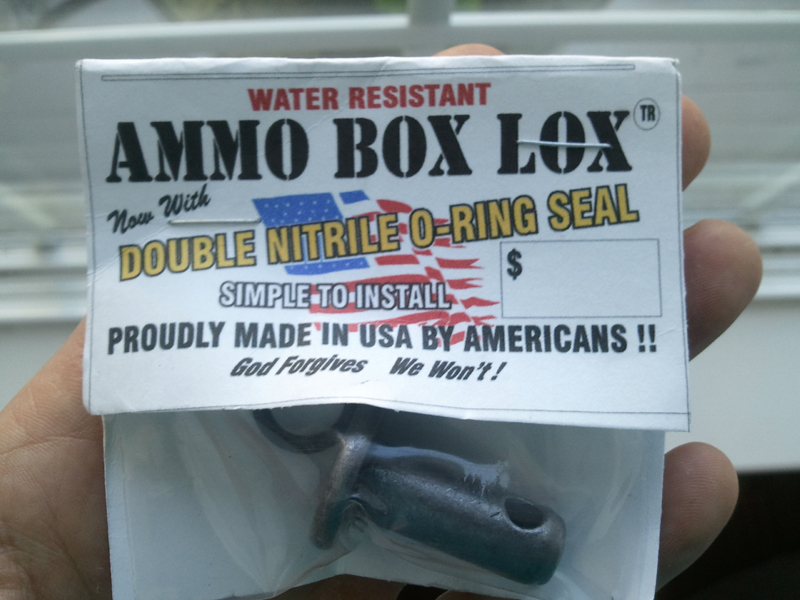 WATER RESISTANT
AMMO BOX LOX TR
Now With
DOUBLE NITRILE O-RING SEAL
SIMPLE TO INSTALL
$
PROUDLY MADE IN USA BY AMERICANS !!
God Forgives We Won't!